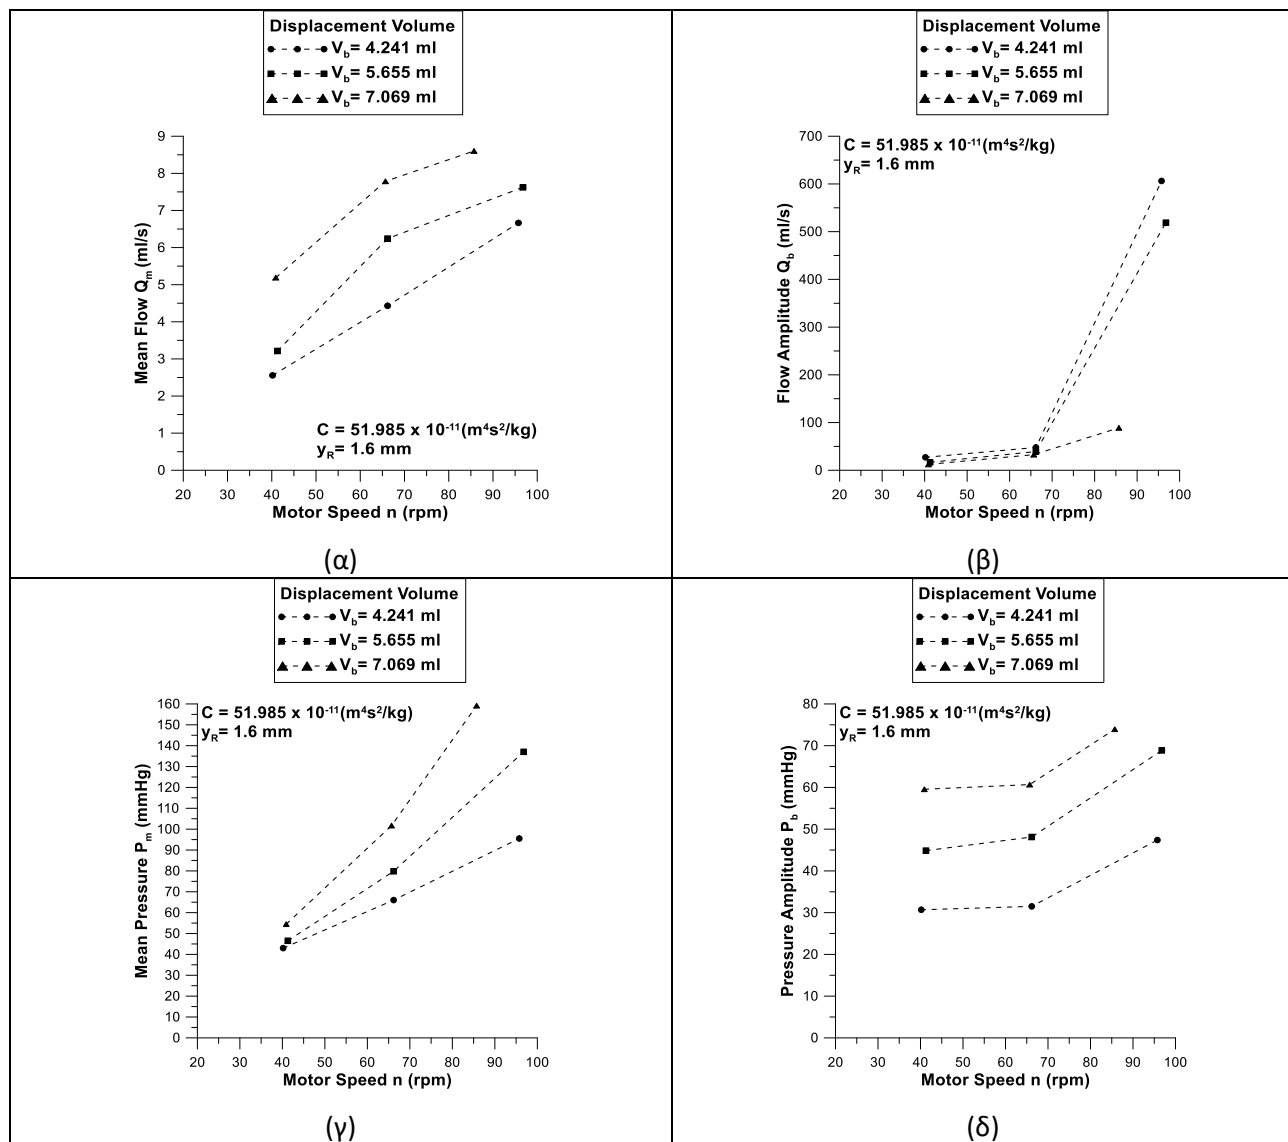 Displacement Volume
V_b= 4.241 ml
V_b= 5.655 ml
V_b= 7.069 ml
9
8
7
6
5
4
3
2
1
0
Mean Flow Q_m (ml/s)
C = 51.985 x 10⁻¹¹(m⁴s²/kg)
y_R= 1.6 mm
20 30 40 50 60 70 80 90 100
Motor Speed n (rpm)
(α)
Displacement Volume
V_b= 4.241 ml
V_b= 5.655 ml
V_b= 7.069 ml
C = 51.985 x 10⁻¹¹(m⁴s²/kg)
y_R= 1.6 mm
700
600
500
400
300
200
100
0
Flow Amplitude Q_b (ml/s)
20 30 40 50 60 70 80 90 100
Motor Speed n (rpm)
(β)
Displacement Volume
V_b= 4.241 ml
V_b= 5.655 ml
V_b= 7.069 ml
C = 51.985 x 10⁻¹¹(m⁴s²/kg)
y_R= 1.6 mm
160
150
140
130
120
110
100
90
80
70
60
50
40
30
20
10
0
Mean Pressure P_m (mmHg)
20 30 40 50 60 70 80 90 100
Motor Speed n (rpm)
(γ)
Displacement Volume
V_b= 4.241 ml
V_b= 5.655 ml
V_b= 7.069 ml
C = 51.985 x 10⁻¹¹(m⁴s²/kg)
y_R= 1.6 mm
80
70
60
50
40
30
20
10
0
Pressure Amplitude P_b (mmHg)
20 30 40 50 60 70 80 90 100
Motor Speed n (rpm)
(δ)